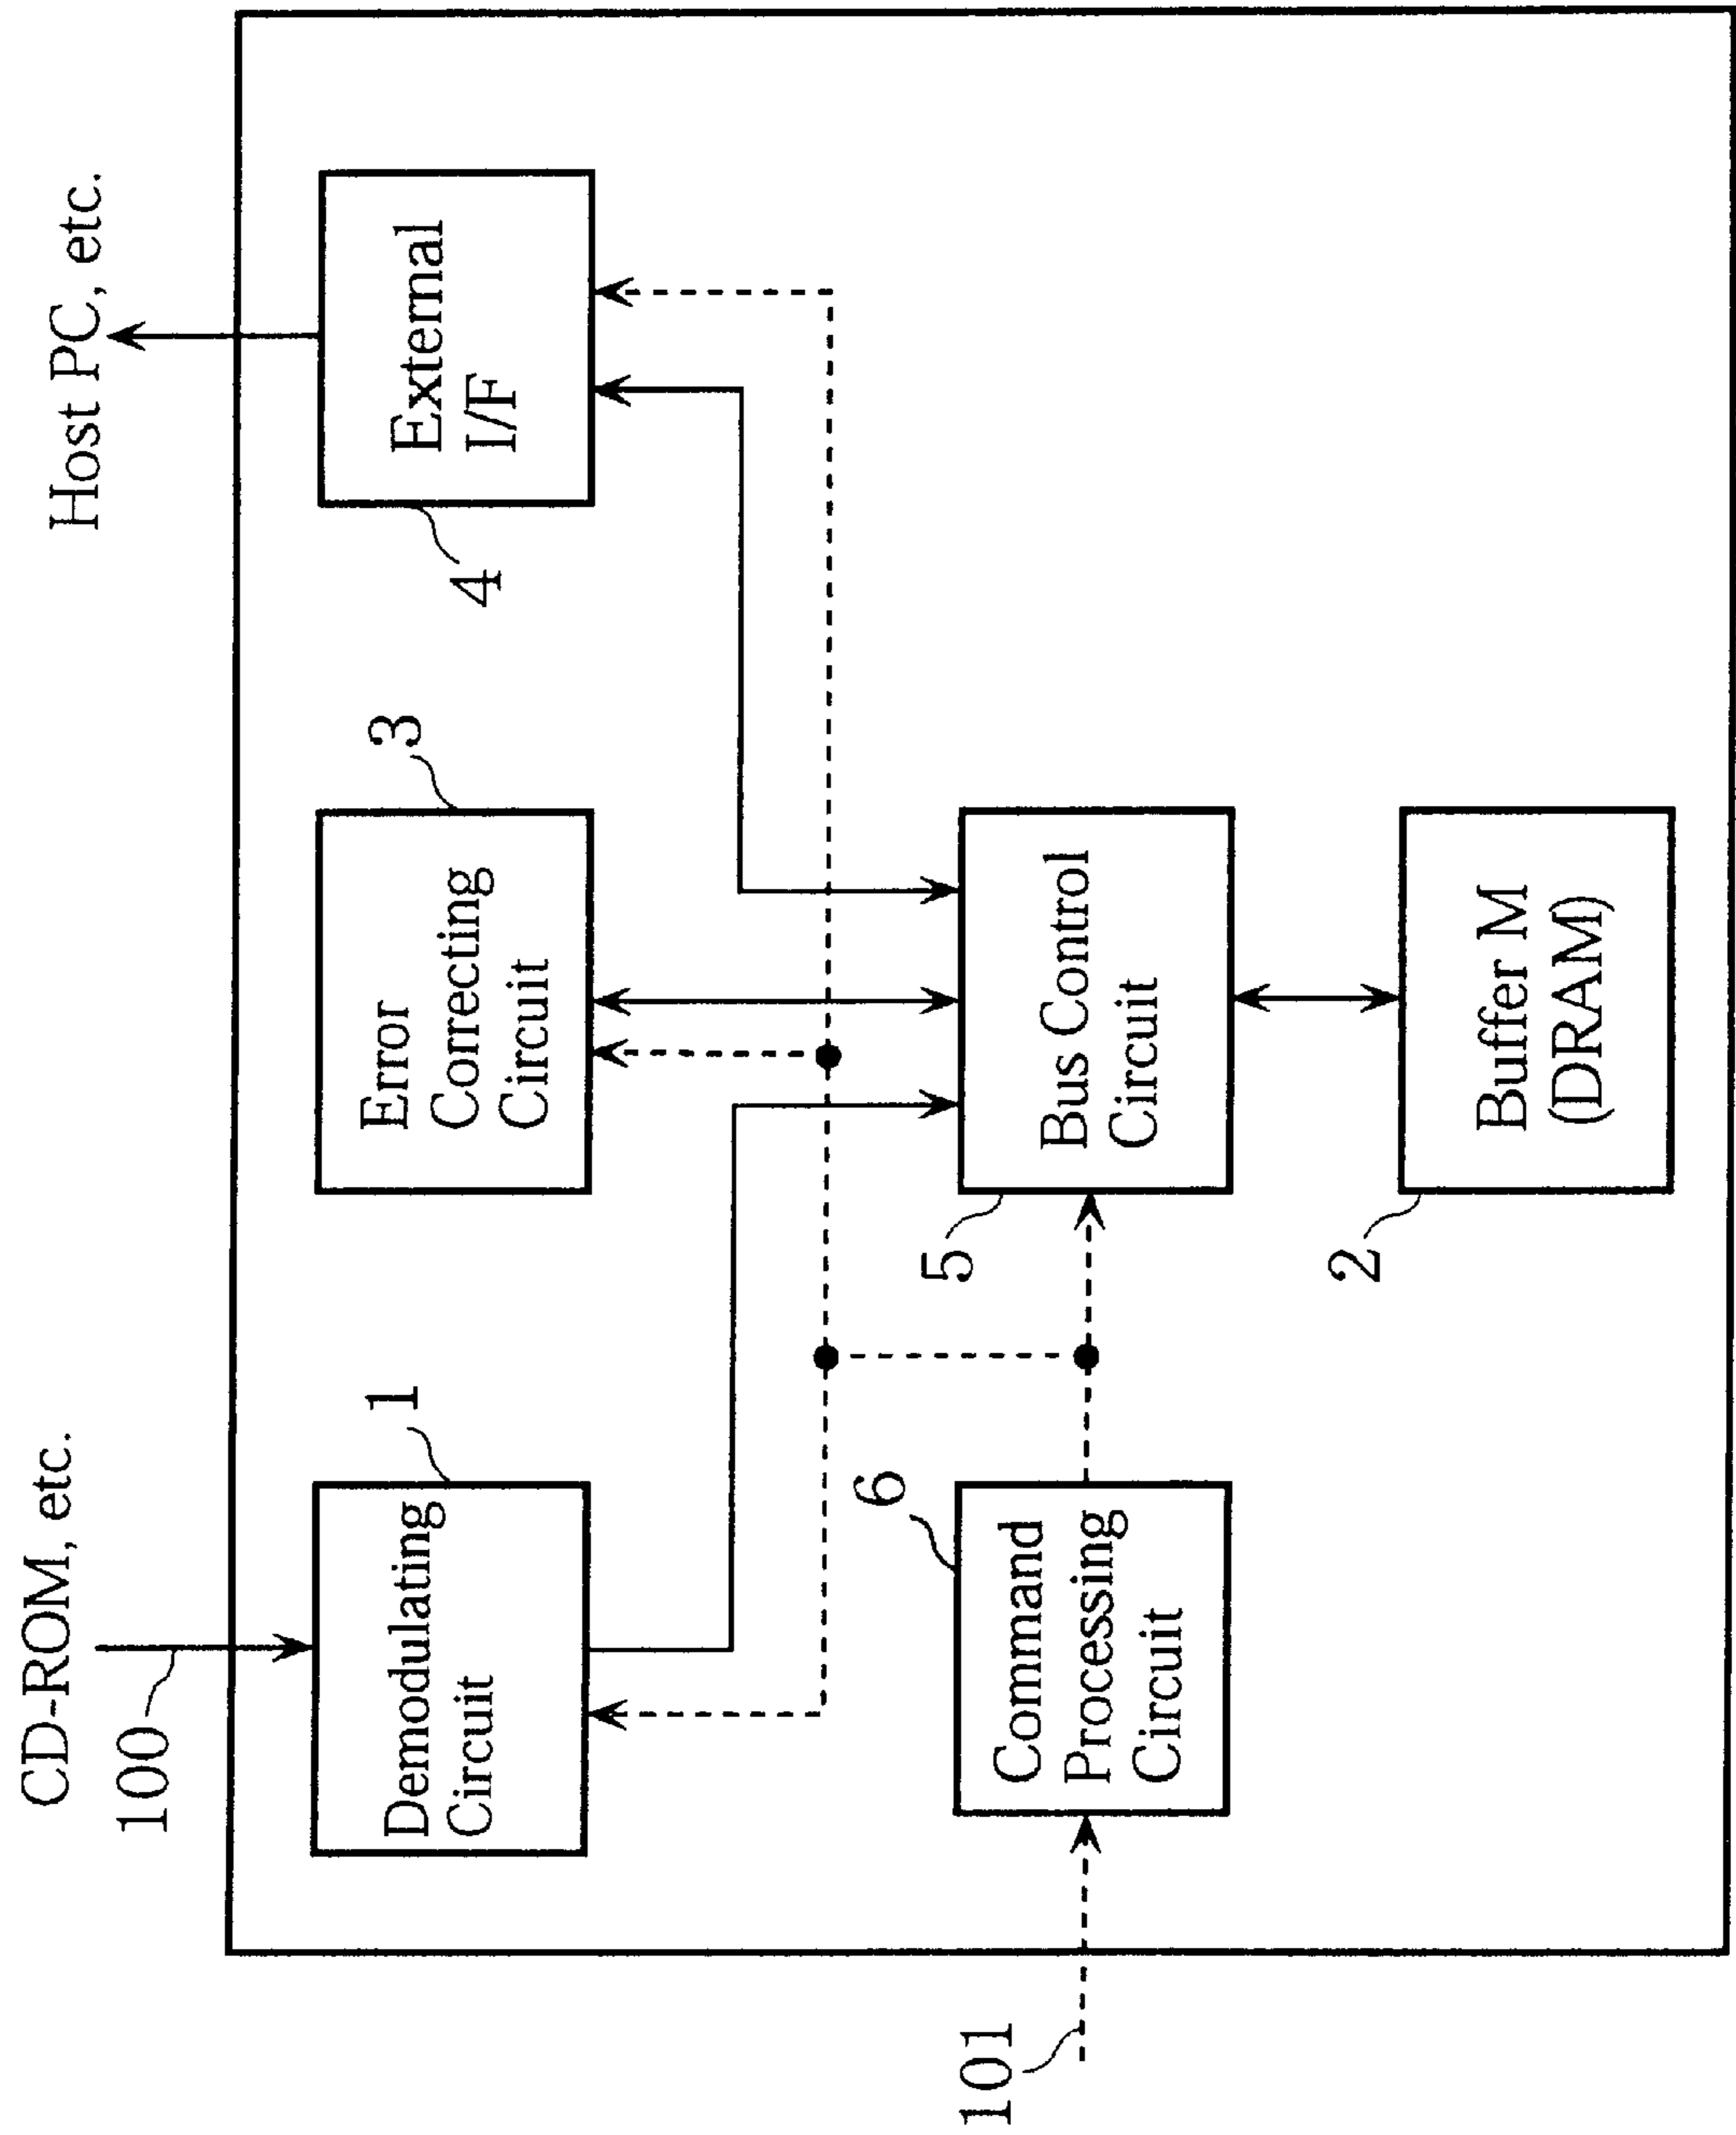 CD-ROM, etc.
100
Host PC, etc.
1
Demodulating
Circuit
3
Error
Correcting
Circuit
4
External
I/F
6
Command
Processing
Circuit
101
5
Bus Control
Circuit
2
Buffer M
(DRAM)